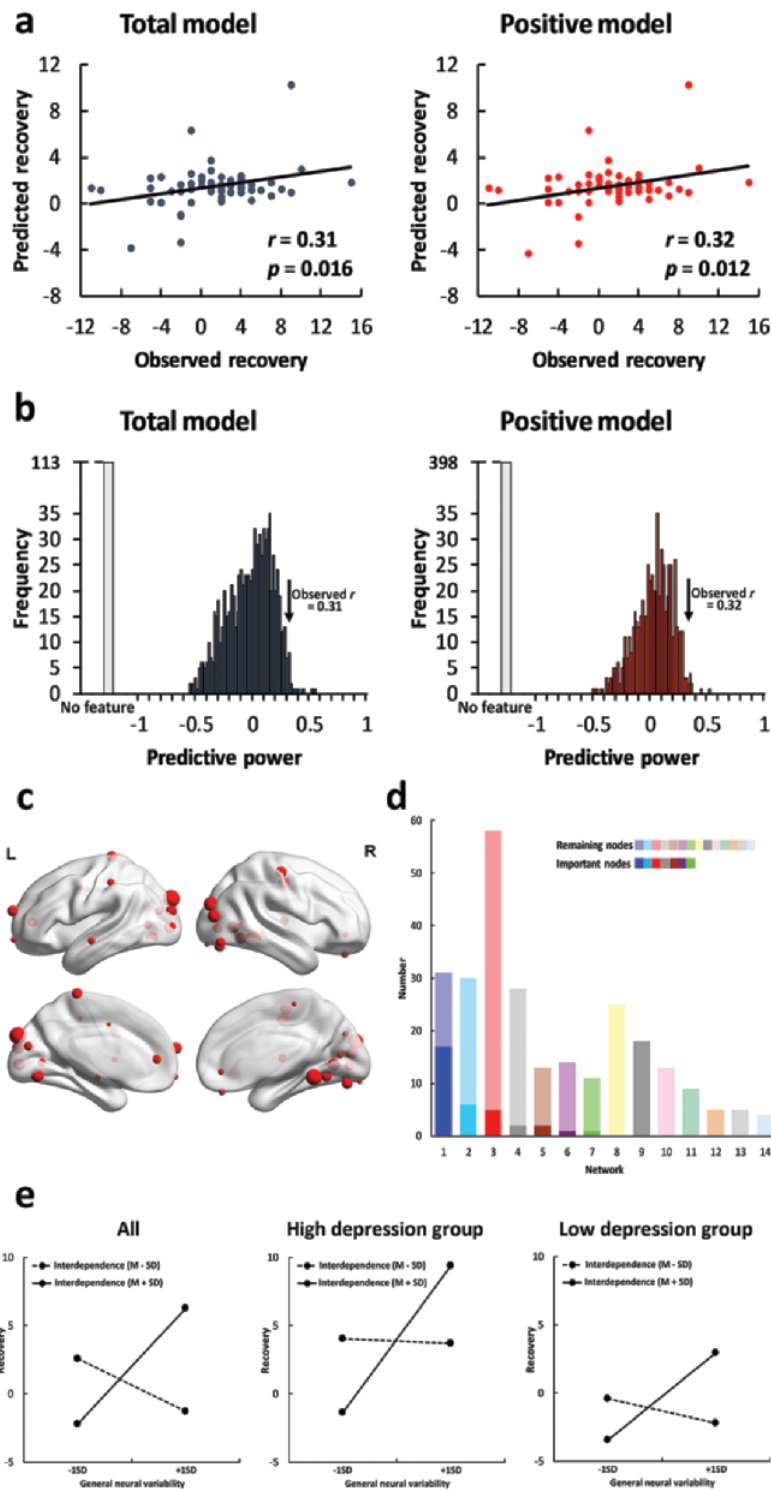 a
Total model
Positive model
12
8
4
0
-4
-8
Predicted recovery
r = 0.31
p = 0.016
-12 -8 -4 0 4 8 12 16
Observed recovery
12
8
4
0
-4
-8
Predicted recovery
r = 0.32
p = 0.012
-12 -8 -4 0 4 8 12 16
Observed recovery
b
Total model
Positive model
113
35
30
25
20
15
10
5
0
Frequency
Observed r
= 0.31
No feature
-1 -0.5 0 0.5 1
Predictive power
398
35
30
25
20
15
10
5
0
Frequency
Observed r
= 0.32
No feature
-1 -0.5 0 0.5 1
Predictive power
c
L
R
d
60
50
40
30
20
10
0
Number
Remaining nodes
Important nodes
1 2 3 4 5 6 7 8 9 10 11 12 13 14
Network
e
All
High depression group
Low depression group
10
5
0
-5
Recovery
Interdependence (M - SD)
Interdependence (M + SD)
-1SD +1SD
General neural variability
10
5
0
-5
Recovery
Interdependence (M - SD)
Interdependence (M + SD)
-1SD +1SD
General neural variability
10
5
0
-5
Recovery
Interdependence (M - SD)
Interdependence (M + SD)
-1SD +1SD
General neural variability